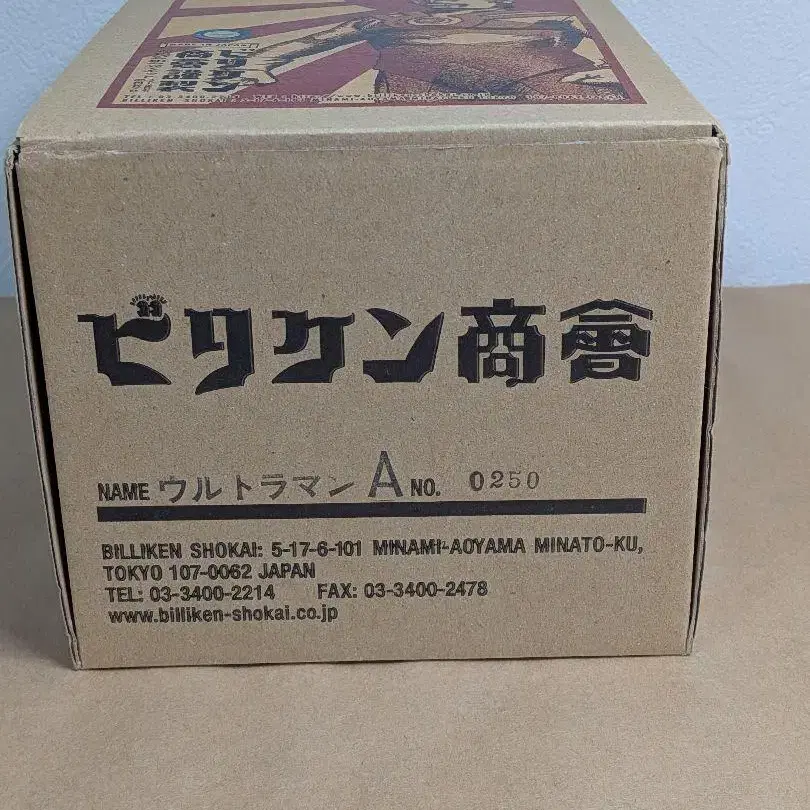 ビリケン商會
NAME ウルトラマンA NO. 0250
BILLIKEN SHOKAI: 5-17-6-101 MINAMI-AOYAMA MINATO-KU,
TOKYO 107-0062 JAPAN
TEL: 03-3400-2214 FAX: 03-3400-2478
www.billiken-shokai.co.jp